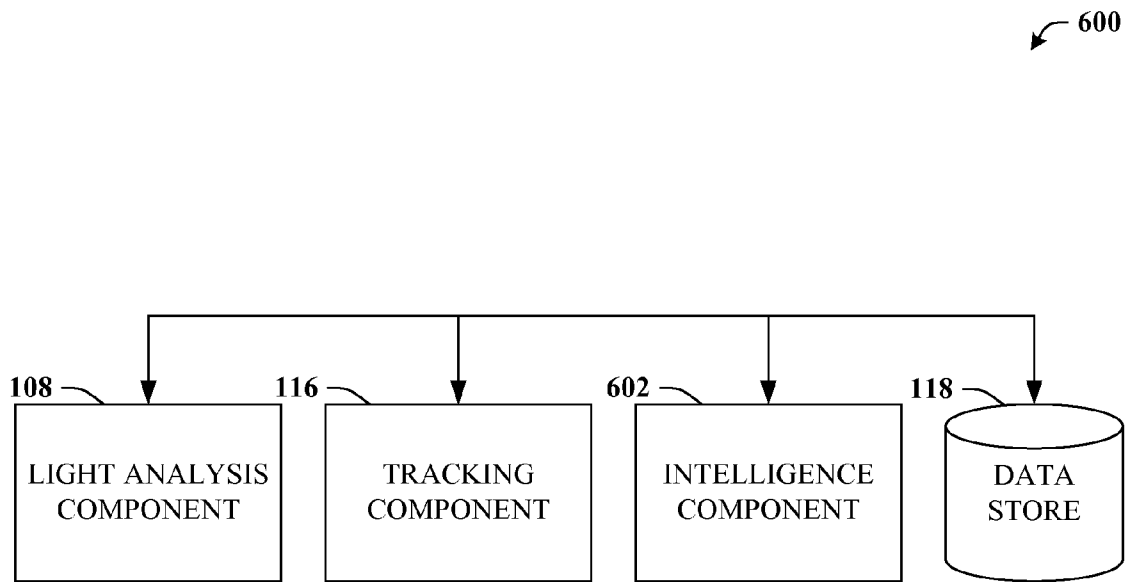 600
108
116
602
118
LIGHT ANALYSIS
COMPONENT
TRACKING
COMPONENT
INTELLIGENCE
COMPONENT
DATA
STORE